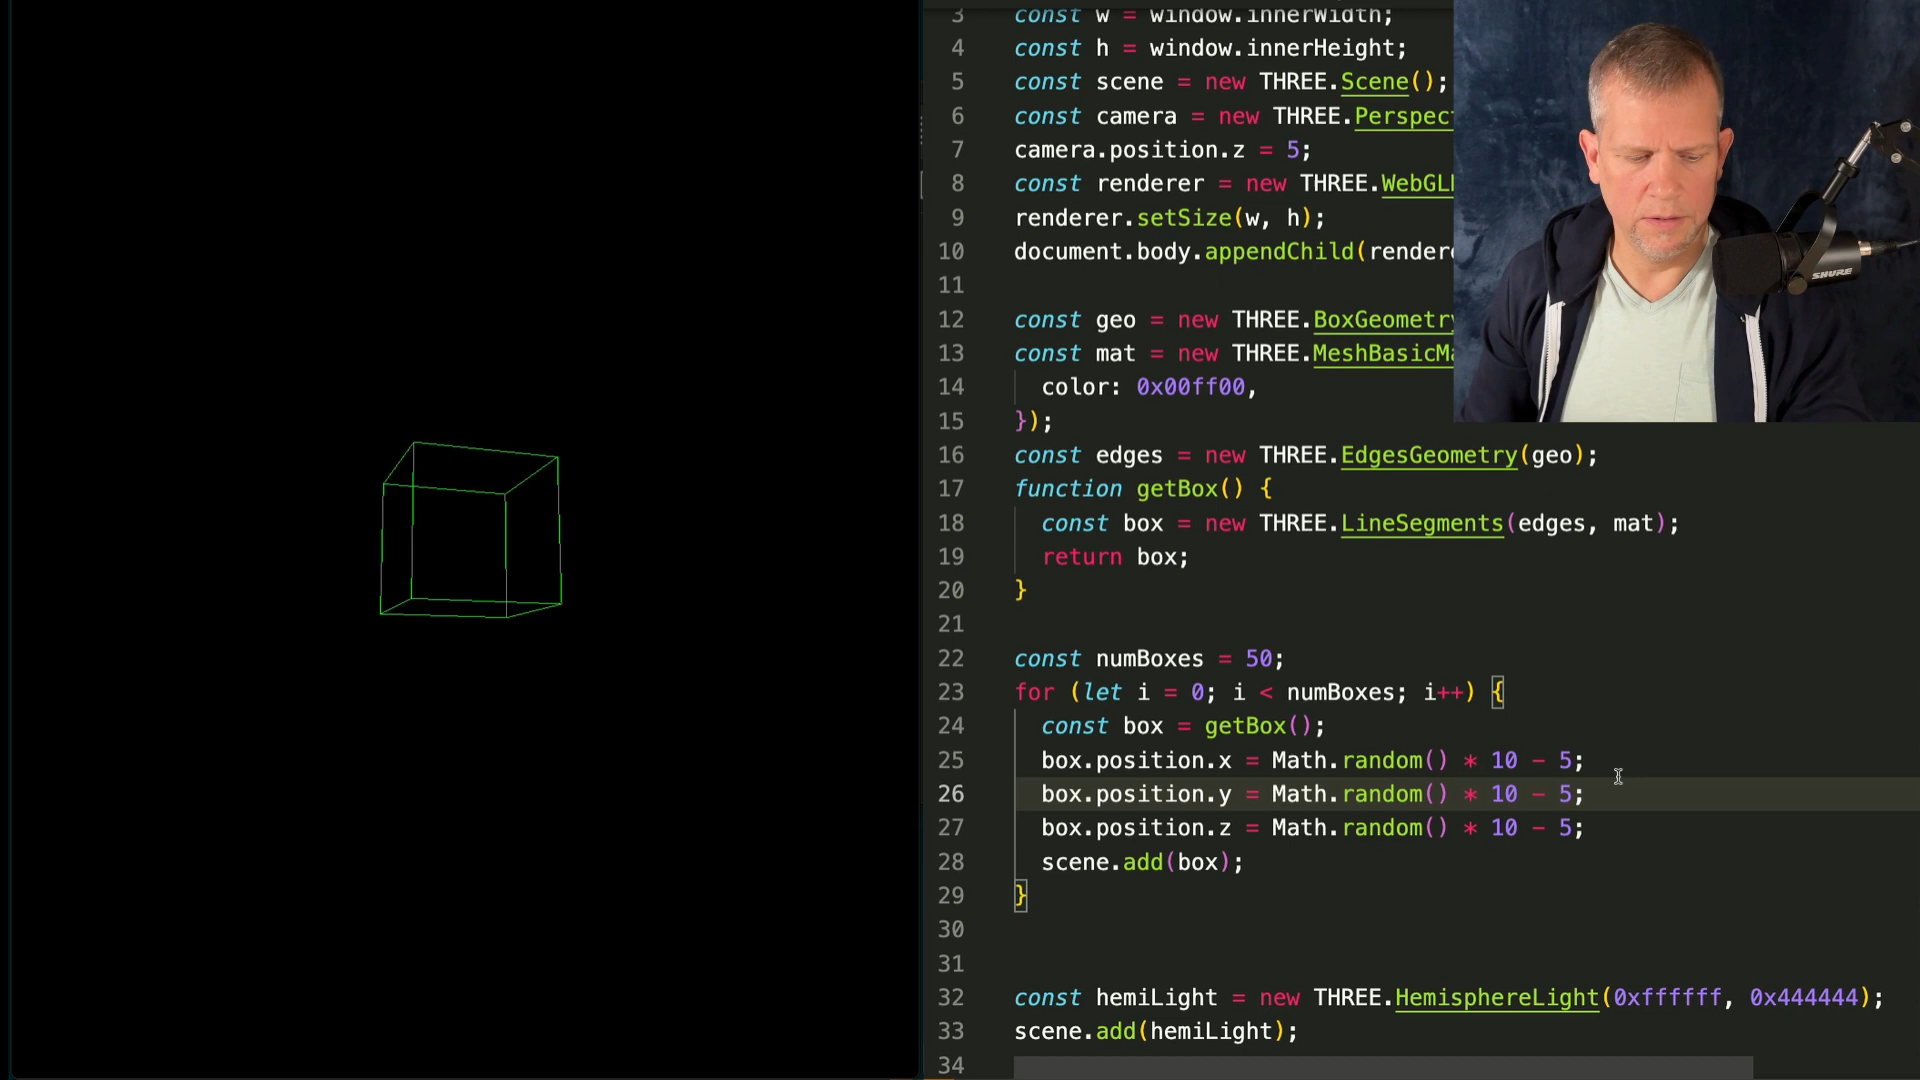 3 const w = window.innerWidth;
4 const h = window.innerHeight;
5 const scene = new THREE.Scene();
6 const camera = new THREE.Perspec
7 camera.position.z = 5;
8 const renderer = new THREE.WebGL
9 renderer.setSize(w, h);
10 document.body.appendChild(render
11
12 const geo = new THREE.BoxGeometry
13 const mat = new THREE.MeshBasicMa
14 color: 0x00ff00,
15 });
16 const edges = new THREE.EdgesGeometry(geo);
17 function getBox() {
18 const box = new THREE.LineSegments(edges, mat);
19 return box;
20 }
21
22 const numBoxes = 50;
23 for (let i = 0; i < numBoxes; i++) {
24 const box = getBox();
25 box.position.x = Math.random() * 10 - 5;
26 box.position.y = Math.random() * 10 - 5;
27 box.position.z = Math.random() * 10 - 5;
28 scene.add(box);
29 }
30
31
32 const hemiLight = new THREE.HemisphereLight(0xffffff, 0x444444);
33 scene.add(hemiLight);
34
SHURE